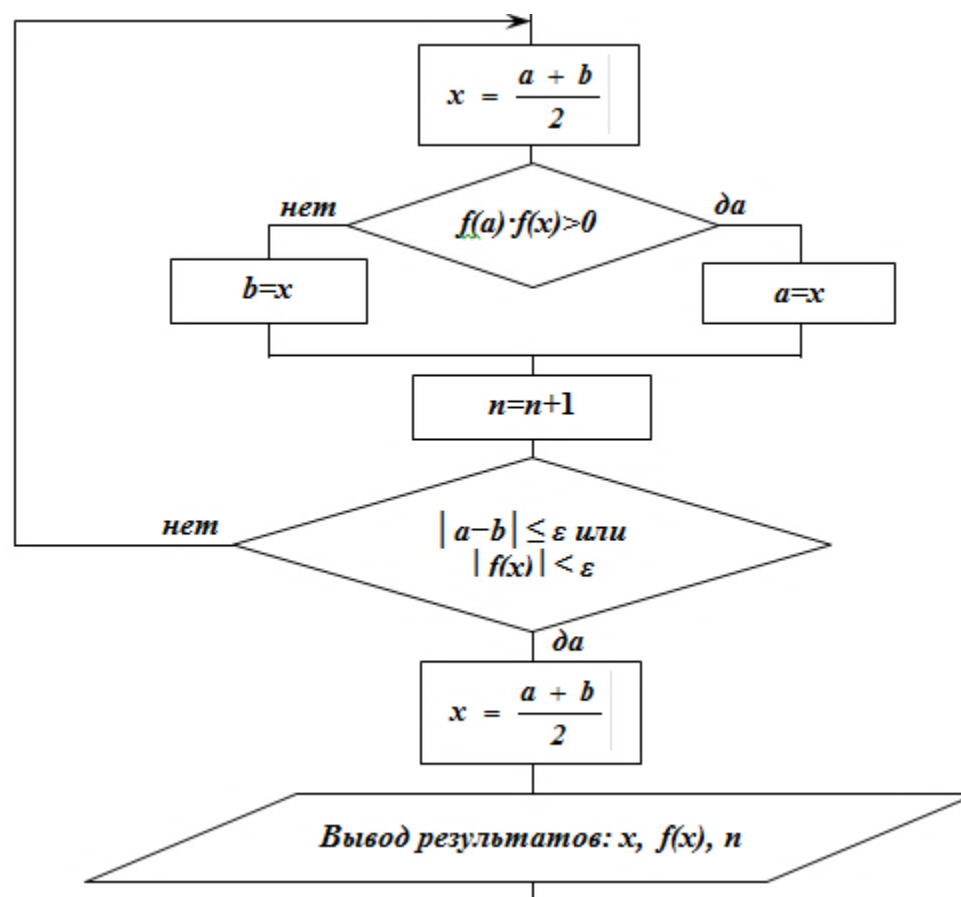 x = a + b
2
нет
да
f(a)·f(x)>0
b=x
a=x
n=n+1
нет
|a−b| ≤ ε или
|f(x)| < ε
да
x = a + b
2
Вывод результатов: x, f(x), n